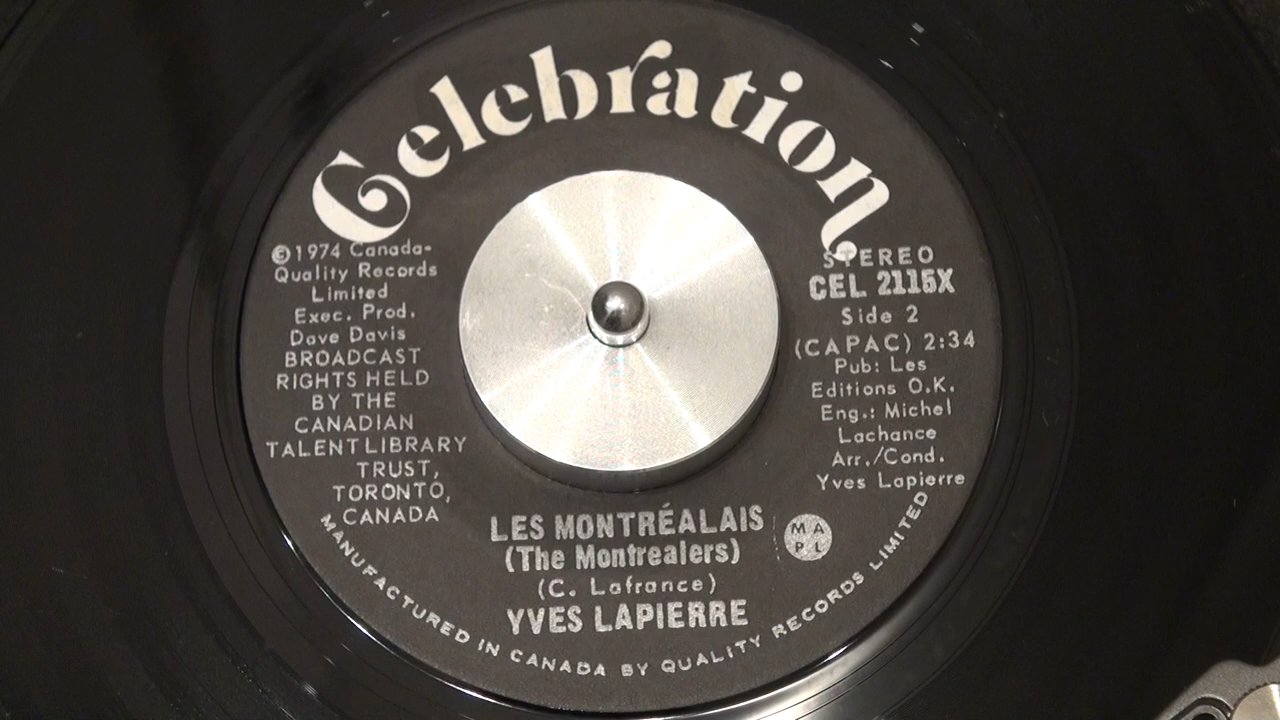 Celebration
©1974 Canada-
Quality Records
Limited
Exec. Prod.
Dave Davis
BROADCAST
RIGHTS HELD
BY THE
CANADIAN
TALENT LIBRARY
TRUST,
TORONTO,
CANADA
STEREO
CEL 2115X
Side 2
(CAPAC) 2:34
Pub: Les
Editions O.K.
Eng.: Michel
Lachance
Arr./Cond.
Yves Lapierre
LES MONTRÉALAIS
(The Montrealers)
(C. Lafrance)
YVES LAPIERRE
M A
P L
MANUFACTURED IN CANADA BY QUALITY RECORDS LIMITED